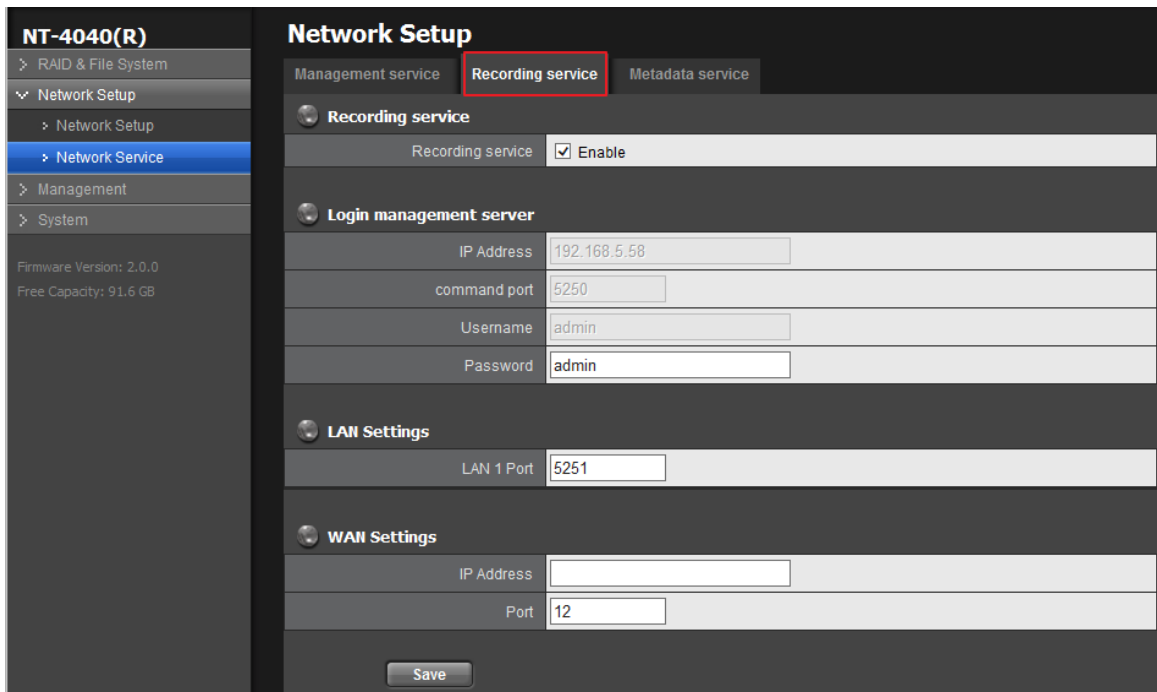 NT-4040(R)
RAID & File System
Network Setup
Network Setup
Network Service
Management
System
Firmware Version: 2.0.0
Free Capacity: 91.6 GB
Network Setup
Management service
Recording service
Metadata service
Recording service
Recording service Enable
Login management server
IP Address 192.168.5.58
command port 5250
Username admin
Password admin
LAN Settings
LAN 1 Port 5251
WAN Settings
IP Address
Port 12
Save